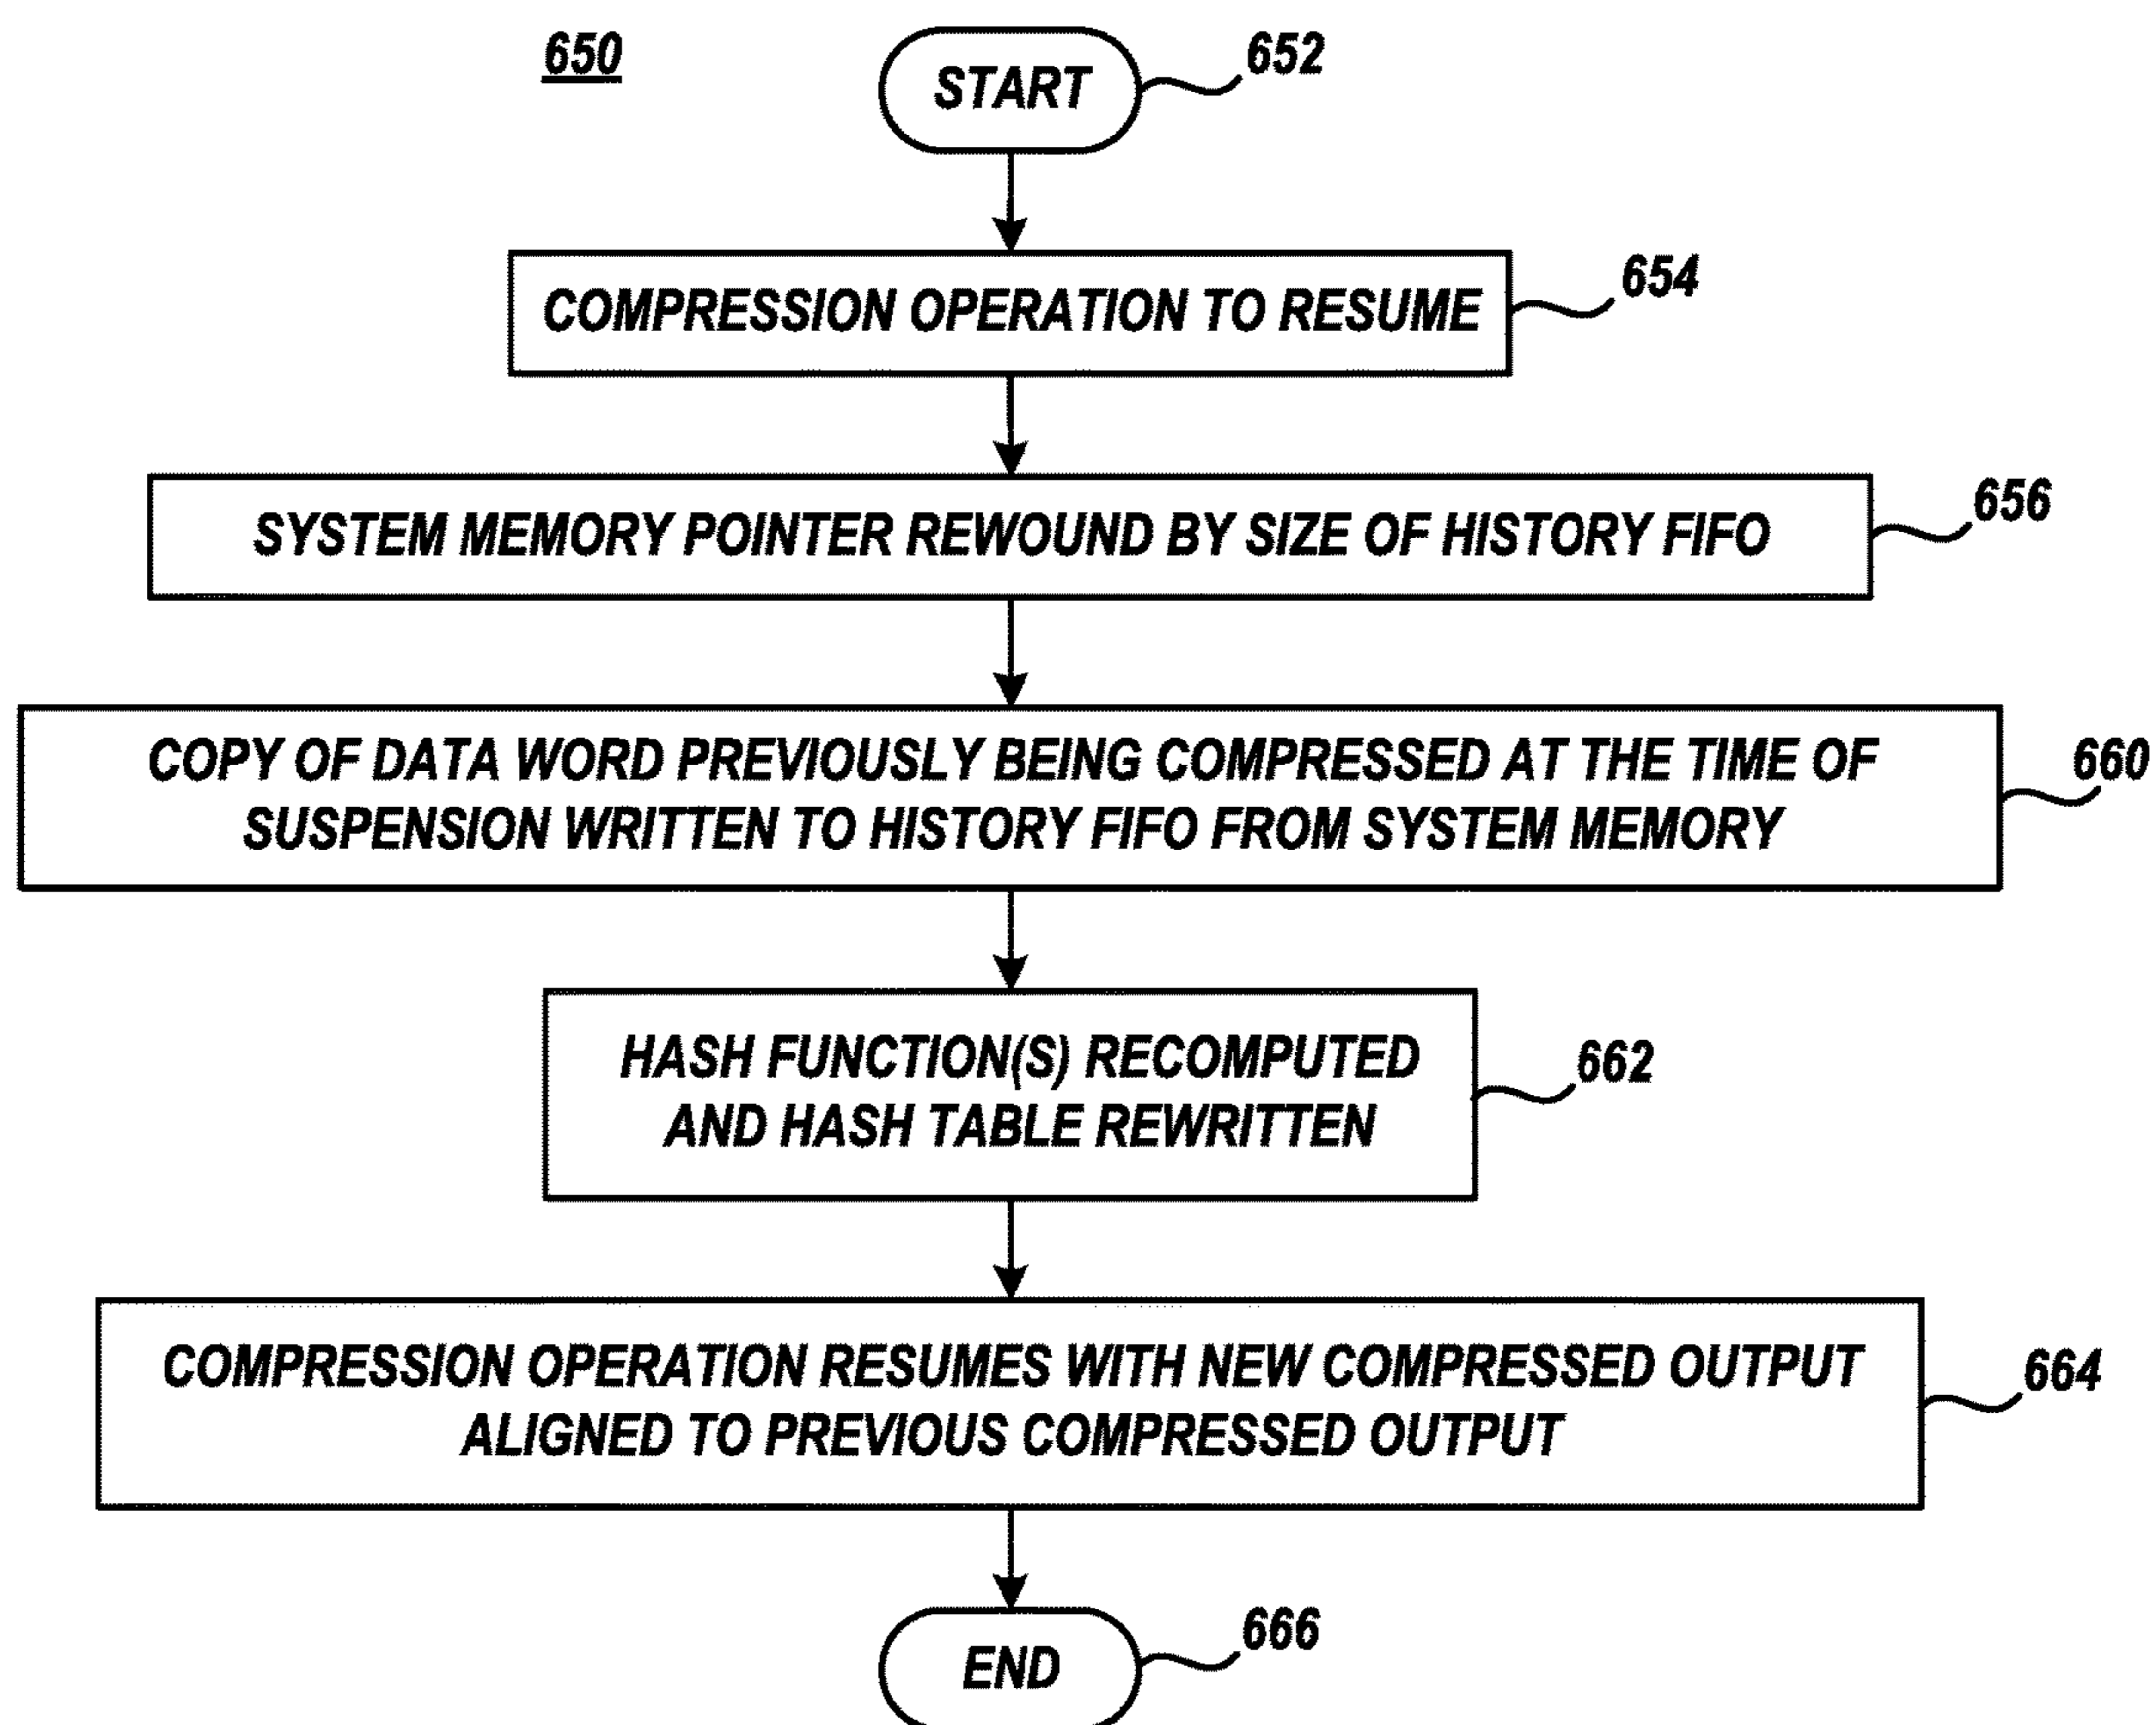 650
START
652
COMPRESSION OPERATION TO RESUME
654
SYSTEM MEMORY POINTER REWOUND BY SIZE OF HISTORY FIFO
656
COPY OF DATA WORD PREVIOUSLY BEING COMPRESSED AT THE TIME OF
SUSPENSION WRITTEN TO HISTORY FIFO FROM SYSTEM MEMORY
660
HASH FUNCTION(S) RECOMPUTED
AND HASH TABLE REWRITTEN
662
COMPRESSION OPERATION RESUMES WITH NEW COMPRESSED OUTPUT
ALIGNED TO PREVIOUS COMPRESSED OUTPUT
664
END
666